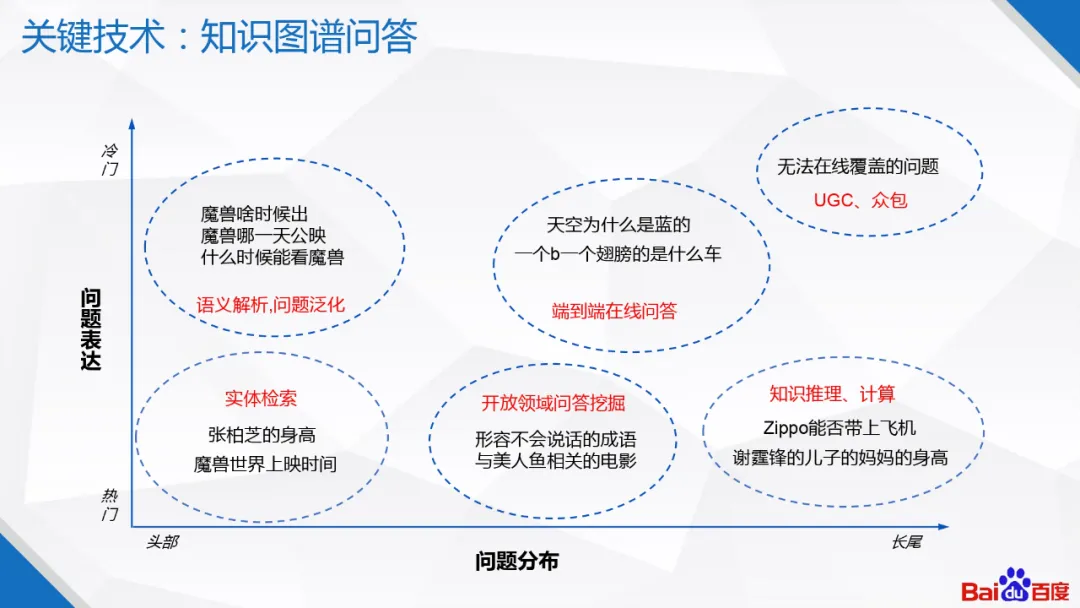 关键技术：知识图谱问答
冷门
无法在线覆盖的问题
UGC、众包
魔兽啥时候出
魔兽哪一天公映
什么时候能看魔兽
语义解析,问题泛化
天空为什么是蓝的
一个b一个翅膀的是什么车
端到端在线问答
问题表达
实体检索
张柏芝的身高
魔兽世界上映时间
开放领域问答挖掘
形容不会说话的成语
与美人鱼相关的电影
知识推理、计算
Zippo能否带上飞机
谢霆锋的儿子的妈妈的身高
热门
头部
问题分布
长尾
Baidu百度